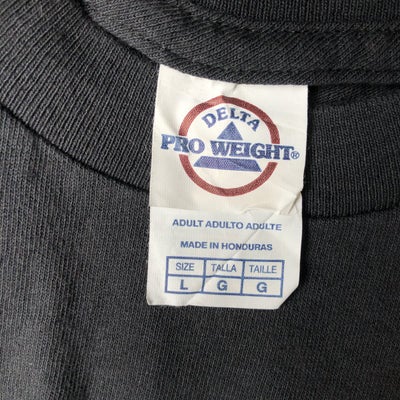 DELTA
PRO WEIGHT®
ADULT ADULTO ADULTE
MADE IN HONDURAS
SIZE TALLA TAILLE
L G G